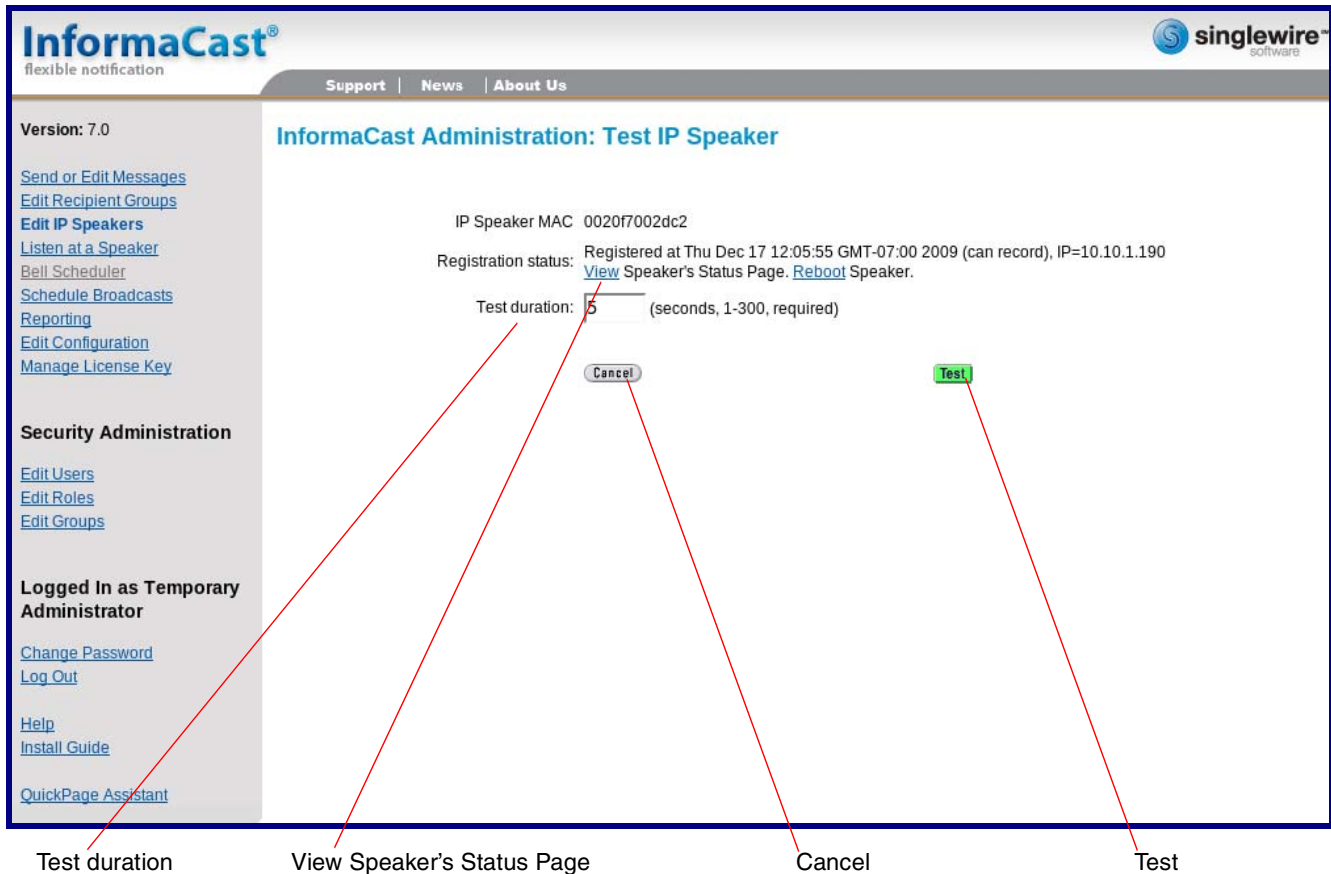 InformaCast®
flexible notification
singlewire™
software
Support | News | About Us
Version: 7.0
Send or Edit Messages
Edit Recipient Groups
Edit IP Speakers
Listen at a Speaker
Bell Scheduler
Schedule Broadcasts
Reporting
Edit Configuration
Manage License Key
Security Administration
Edit Users
Edit Roles
Edit Groups
Logged In as Temporary
Administrator
Change Password
Log Out
Help
Install Guide
QuickPage Assistant
InformaCast Administration: Test IP Speaker
IP Speaker MAC 0020f7002dc2
Registration status: Registered at Thu Dec 17 12:05:55 GMT-07:00 2009 (can record), IP=10.10.1.190
View Speaker's Status Page. Reboot Speaker.
Test duration: 5 (seconds, 1-300, required)
Cancel Test
Test duration View Speaker’s Status Page Cancel Test